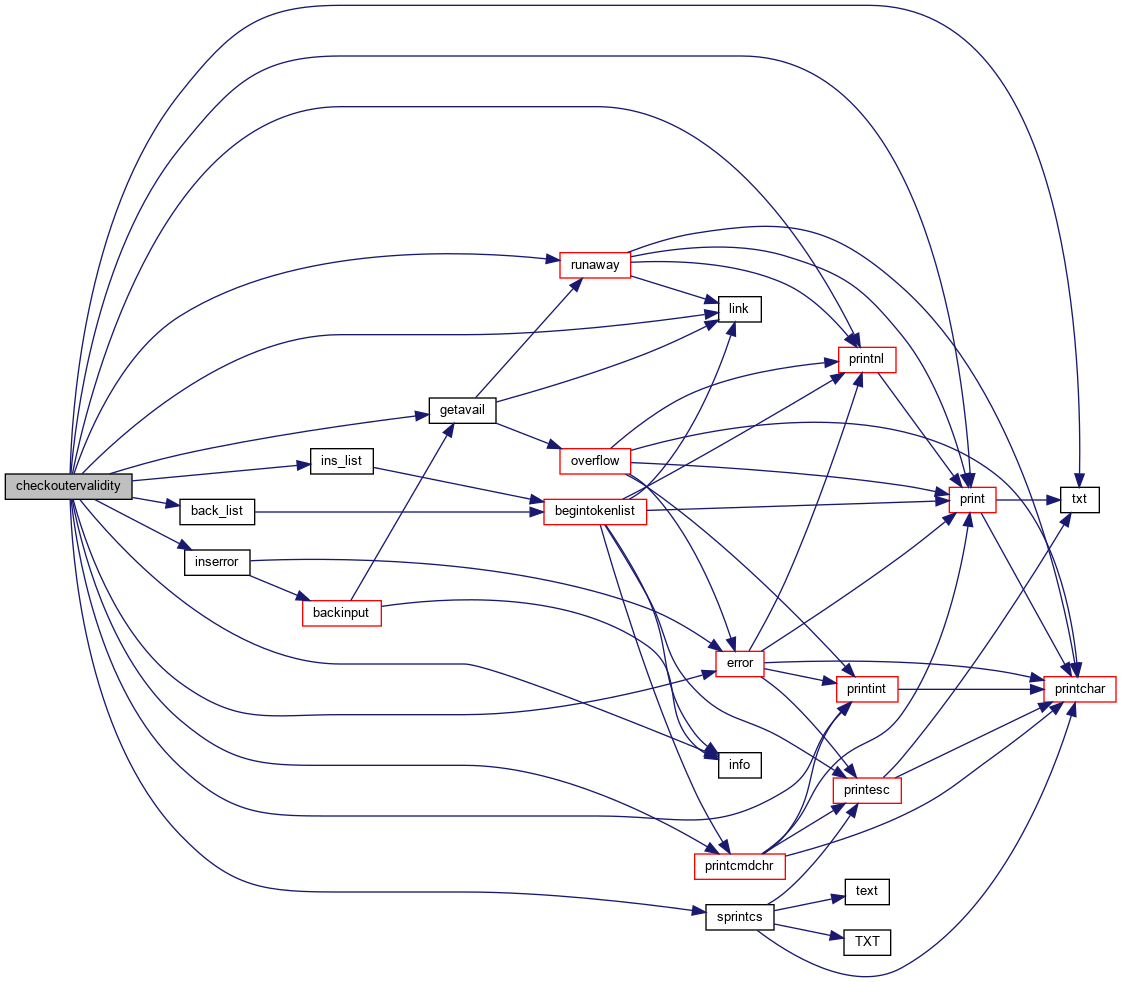 runaway
link
printnl
getavail
ins_list
overflow
checkoutervalidity
back_list
begintokenlist
print
txt
inserror
backinput
error
printint
printchar
info
printesc
printcmdchr
text
sprintcs
TXT